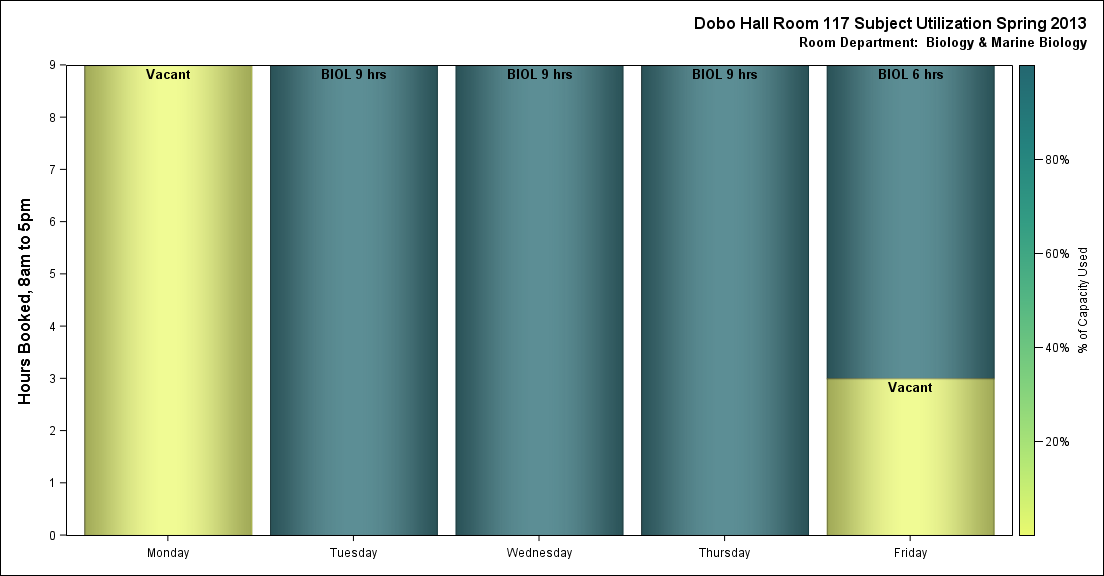 Dobo Hall Room 117 Subject Utilization Spring 2013
Room Department:  Biology & Marine Biology
Hours Booked, 8am to 5pm
9
8
7
6
5
4
3
2
1
0
Vacant
BIOL 9 hrs
BIOL 9 hrs
BIOL 9 hrs
BIOL 6 hrs
Vacant
Monday
Tuesday
Wednesday
Thursday
Friday
80%
60%
40%
20%
% of Capacity Used